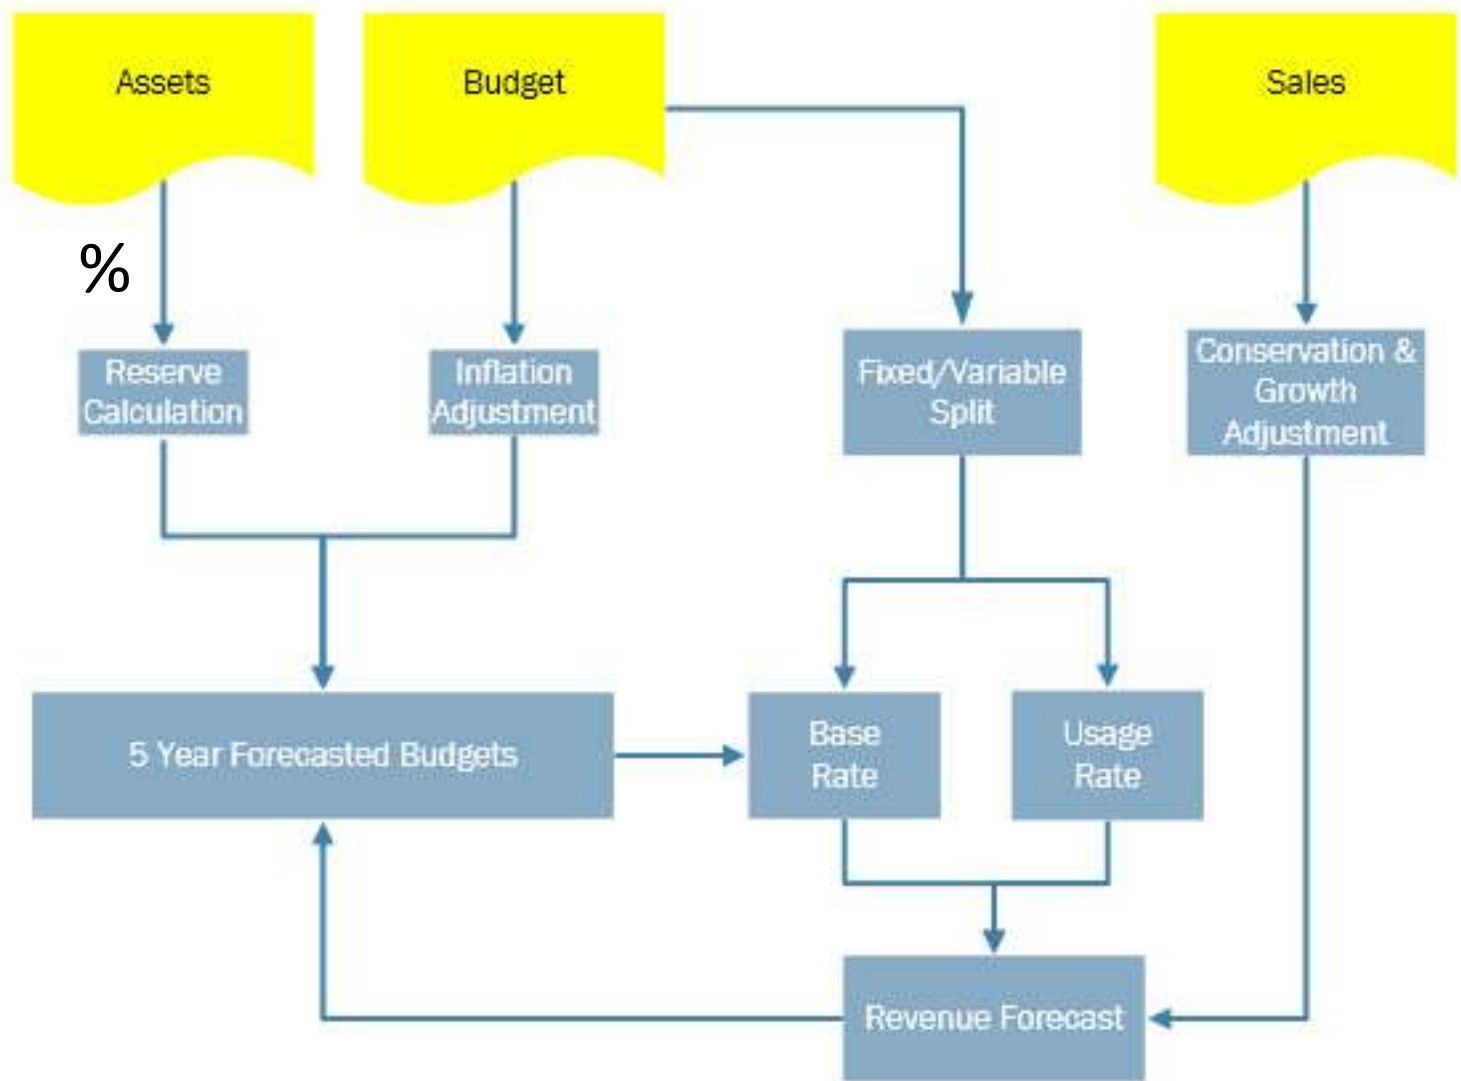 Assets
Budget
Sales
%
Reserve
Calculation
Inflation
Adjustment
Fixed/Variable
Split
Conservation &
Growth
Adjustment
5 Year Forecasted Budgets
Base
Rate
Usage
Rate
Revenue Forecast